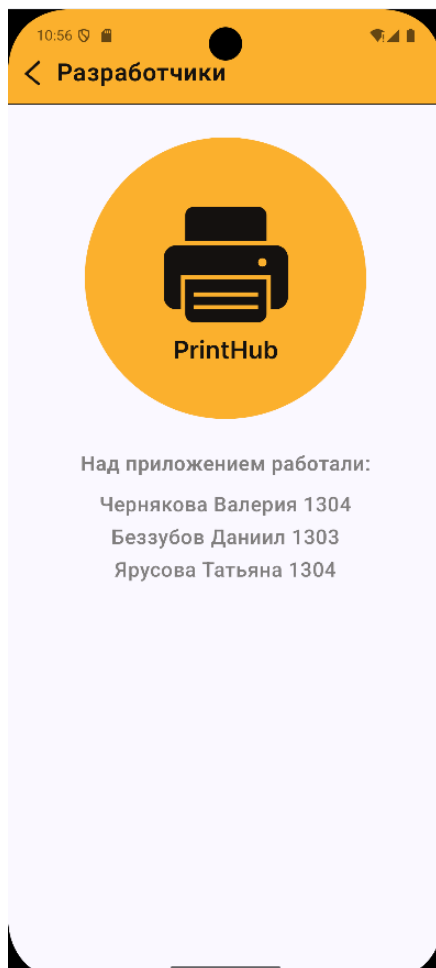 10:56
Разработчики
PrintHub
Над приложением работали:
Чернякова Валерия 1304
Беззубов Даниил 1303
Ярусова Татьяна 1304